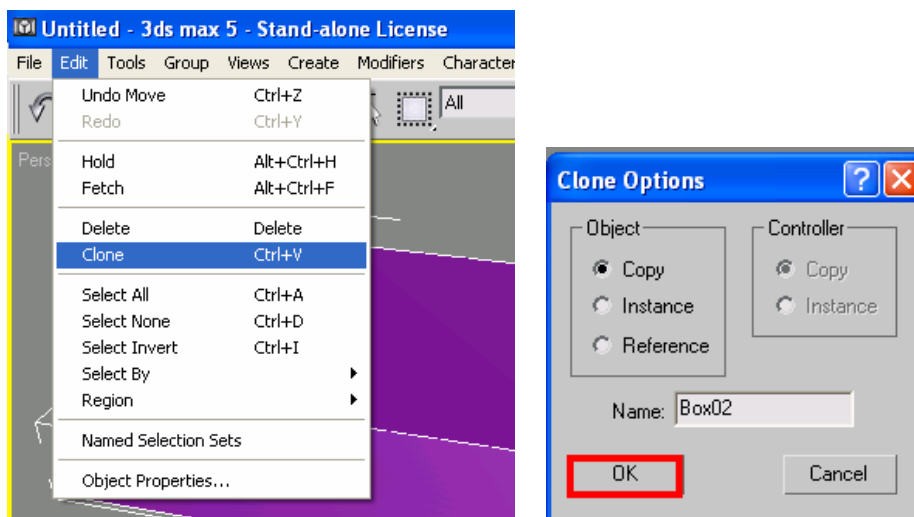 Untitled - 3ds max 5 - Stand-alone License
File Edit Tools Group Views Create Modifiers Character
All
Pers
Undo Move Ctrl+Z
Redo Ctrl+Y
Hold Alt+Ctrl+H
Fetch Alt+Ctrl+F
Delete Delete
Clone Ctrl+V
Select All Ctrl+A
Select None Ctrl+D
Select Invert Ctrl+I
Select By
Region
Named Selection Sets
Object Properties...
Clone Options
Object Controller
Copy Copy
Instance Instance
Reference
Name: Box02
OK Cancel